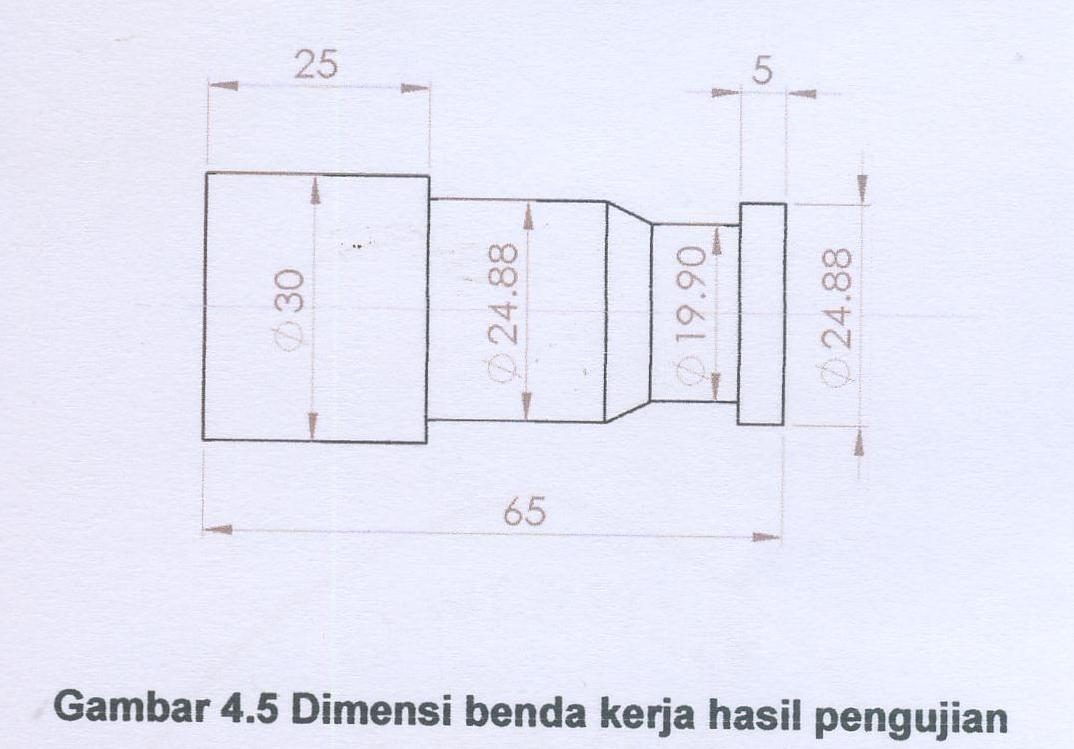 25
5
Ø30
Ø24.88
Ø19.90
Ø24.88
65
Gambar 4.5 Dimensi benda kerja hasil pengujian